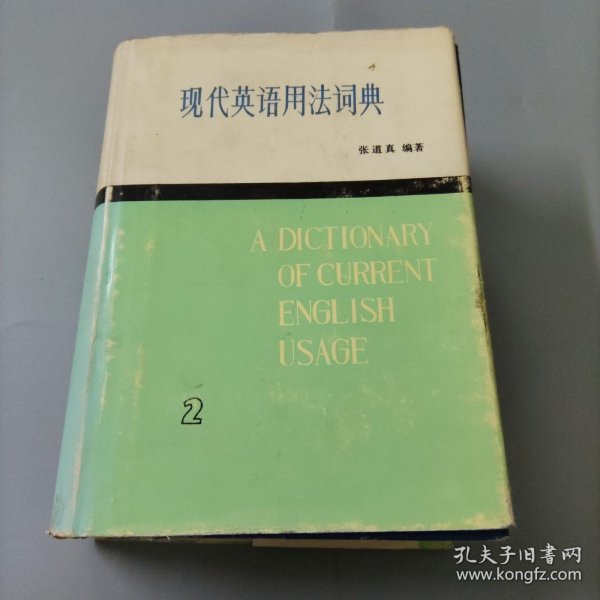 现代英语用法词典
张道真 编著
A DICTIONARY
OF CURRENT
ENGLISH
USAGE
2
孔夫子旧书网
www.kongfz.com